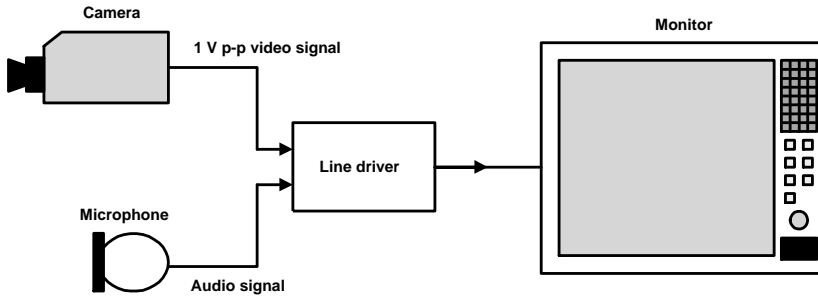 Camera
1 V p-p video signal
Monitor
Line driver
Microphone
Audio signal